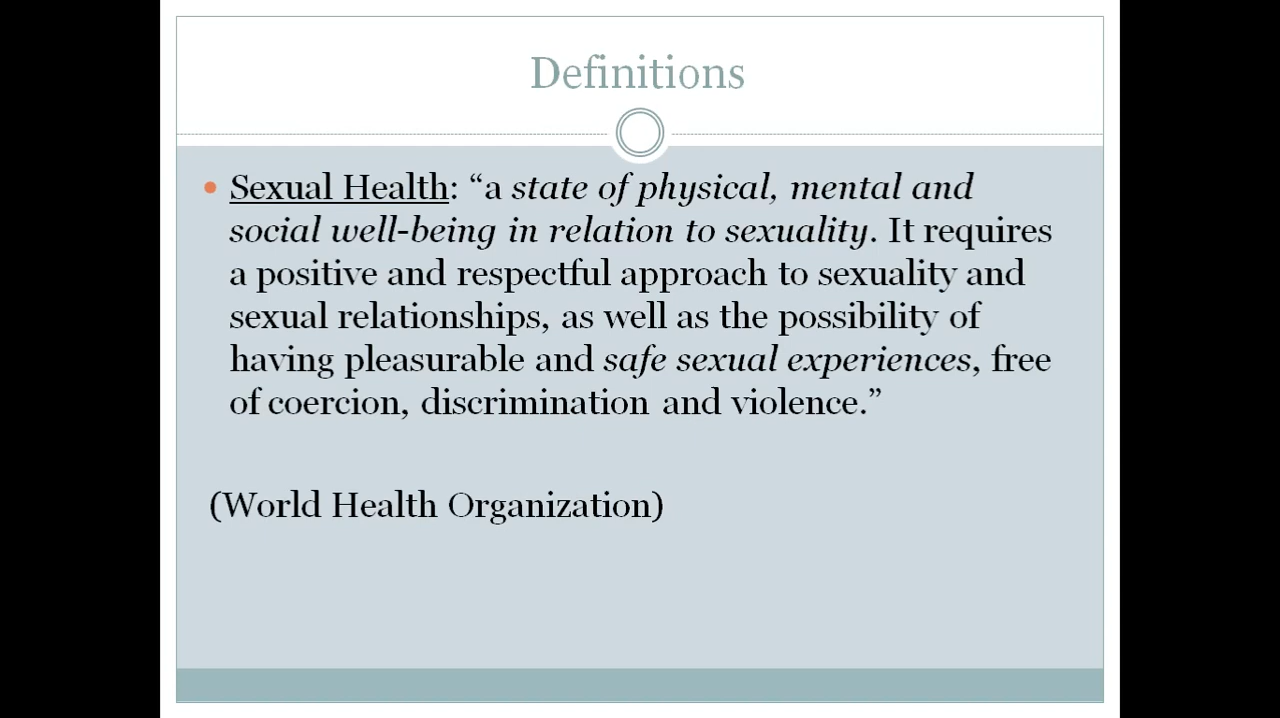 Definitions
Sexual Health: “a state of physical, mental and
social well-being in relation to sexuality. It requires
a positive and respectful approach to sexuality and
sexual relationships, as well as the possibility of
having pleasurable and safe sexual experiences, free
of coercion, discrimination and violence.”
(World Health Organization)